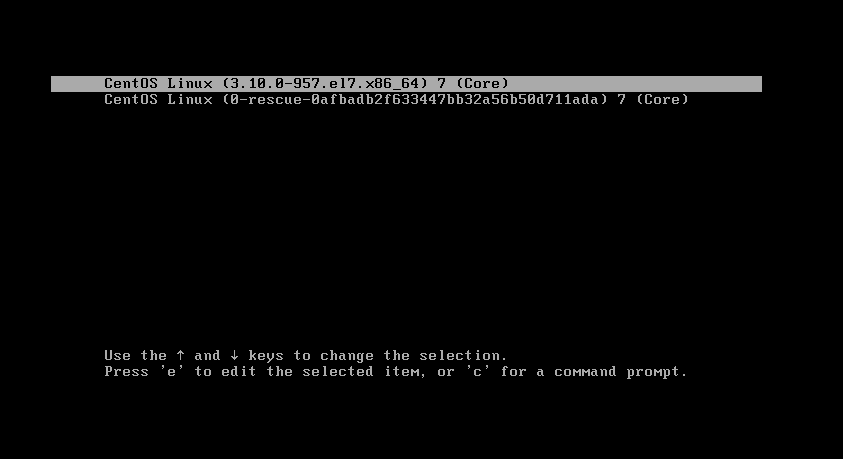 CentOS Linux (3.10.0-957.el7.x86_64) 7 (Core)
CentOS Linux (0-rescue-0afbadb2f633447bb32a56b50d711ada) 7 (Core)
Use the ↑ and ↓ keys to change the selection.
Press 'e' to edit the selected item, or 'c' for a command prompt.